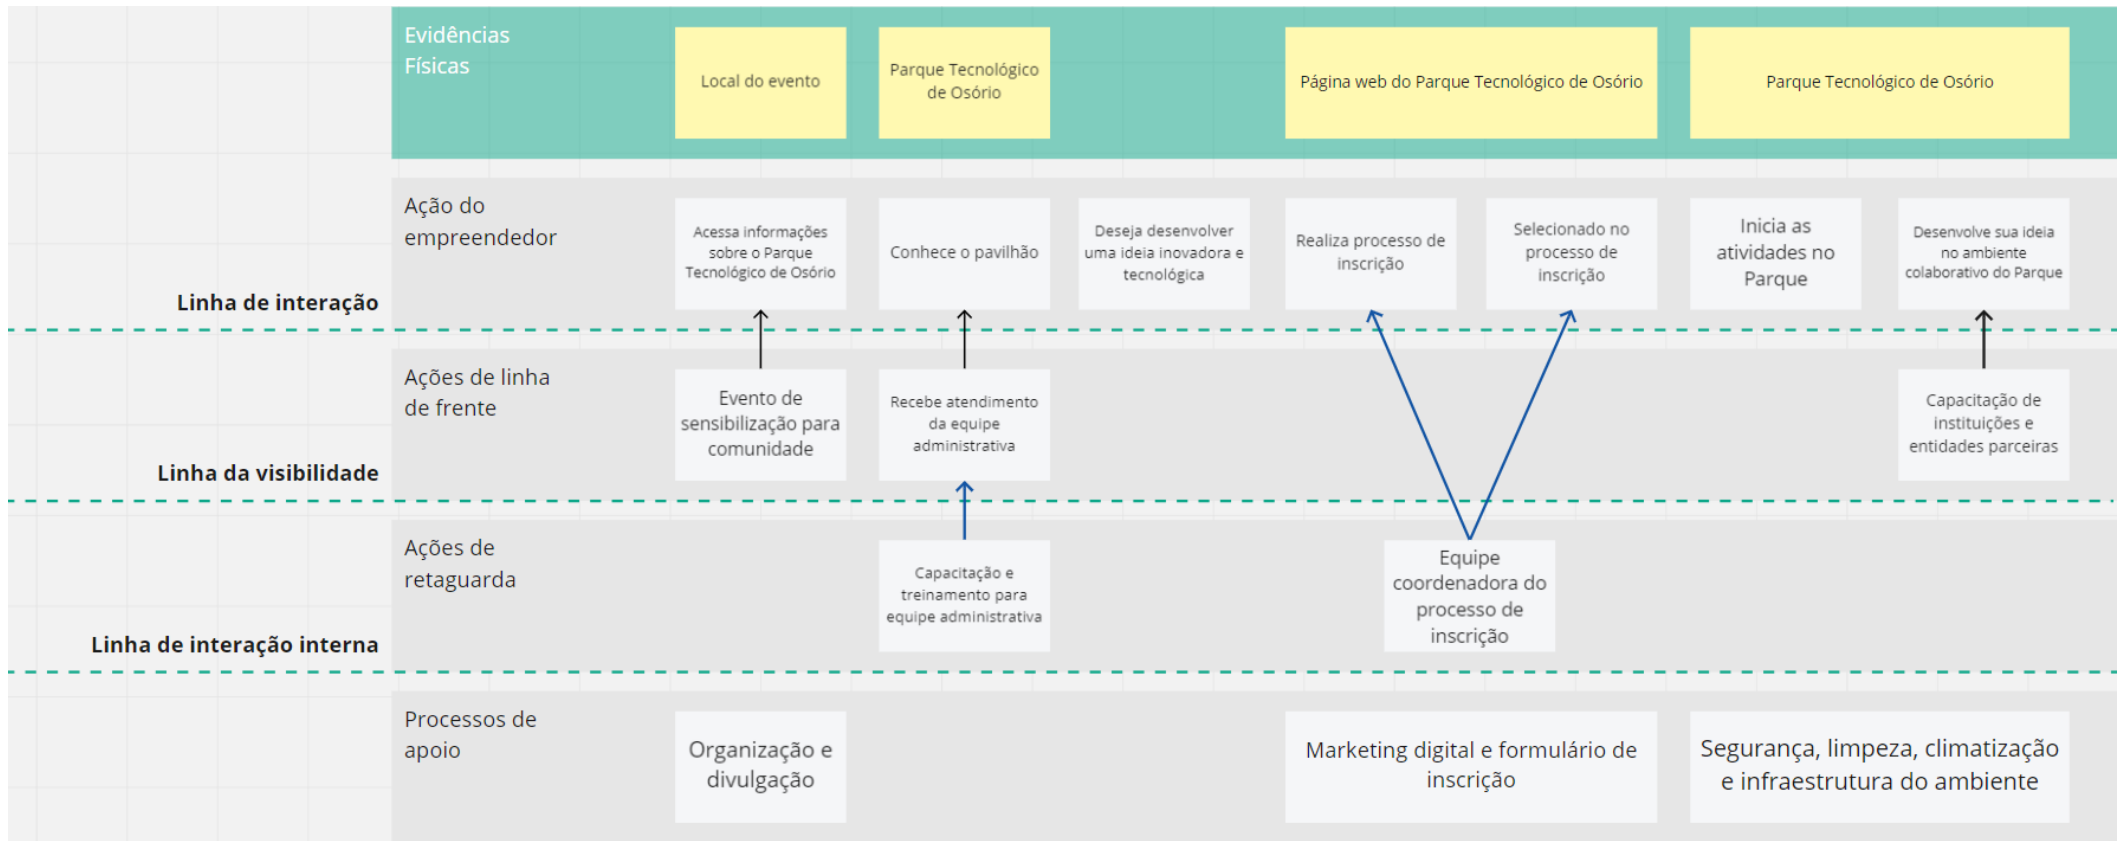 Evidências
Físicas
Local do evento
Parque Tecnológico
de Osório
Página web do Parque Tecnológico de Osório
Parque Tecnológico de Osório
Ação do
empreendedor
Acessa informações
sobre o Parque
Tecnológico de Osório
Conhece o pavilhão
Deseja desenvolver
uma ideia inovadora e
tecnológica
Realiza processo de
inscrição
Selecionado no
processo de
inscrição
Inicia as
atividades no
Parque
Desenvolve sua ideia
no ambiente
colaborativo do Parque
Linha de interação
Ações de linha
de frente
Evento de
sensibilização para
comunidade
Recebe atendimento
da equipe
administrativa
Capacitação de
instituições e
entidades parceiras
Linha da visibilidade
Ações de
retaguarda
Capacitação e
treinamento para
equipe administrativa
Equipe
coordenadora do
processo de
inscrição
Linha de interação interna
Processos de
apoio
Organização e
divulgação
Marketing digital e formulário de
inscrição
Segurança, limpeza, climatização
e infraestrutura do ambiente